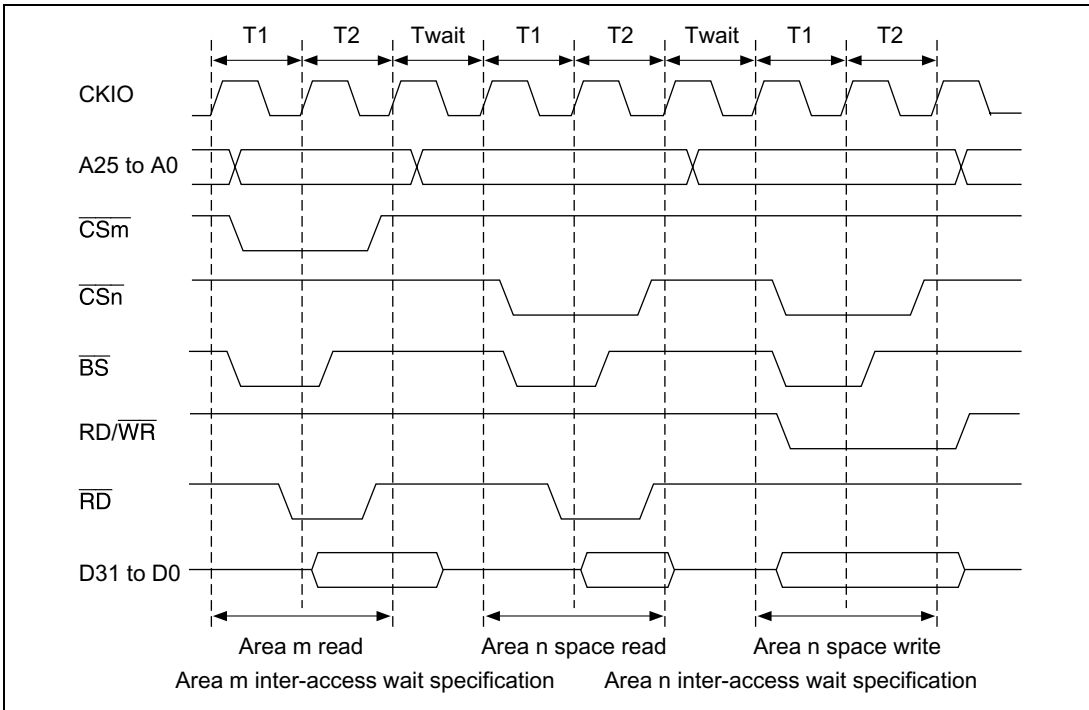 T1 T2 Twait T1 T2 Twait T1 T2
CKIO
A25 to A0
CSm
CSn
BS
RD/WR
RD
D31 to D0
Area m read Area n space read Area n space write
Area m inter-access wait specification Area n inter-access wait specification